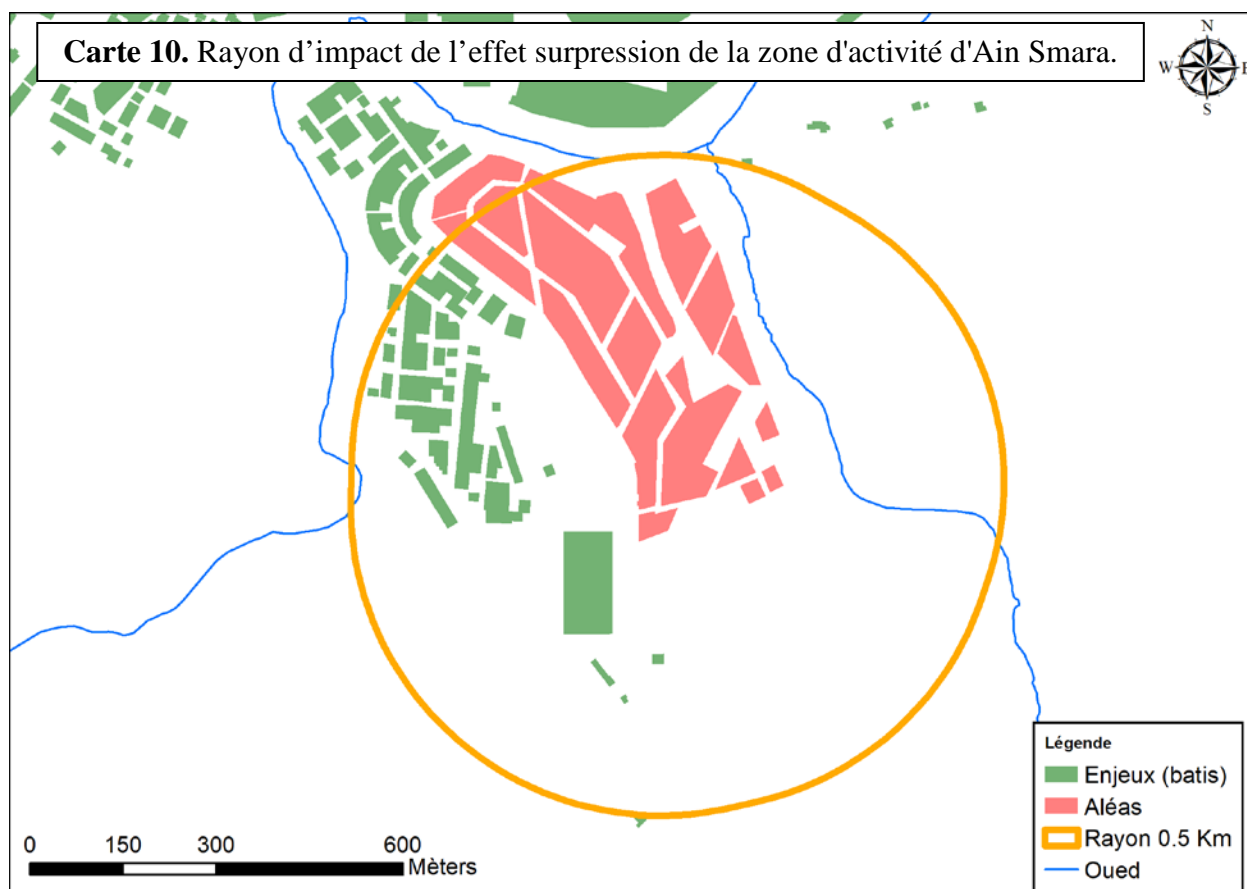 Carte 10. Rayon d’impact de l’effet surpression de la zone d'activité d'Ain Smara.
N
W E
S
Légende
Enjeux (batis)
Aléas
Rayon 0.5 Km
Oued
0 150 300 600
Mèters